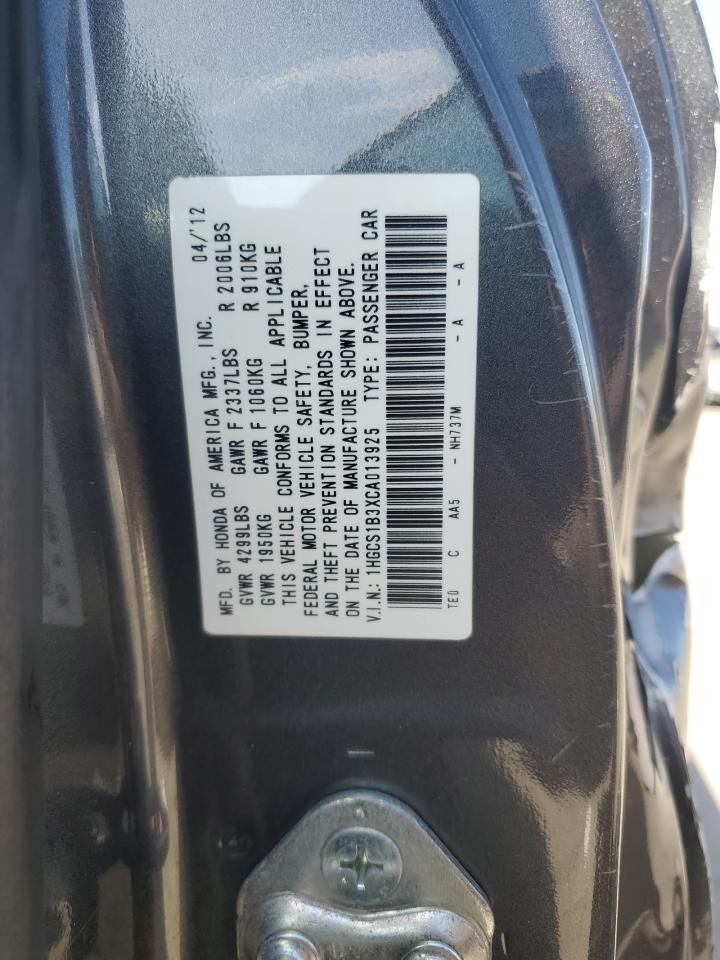 MFD. BY HONDA OF AMERICA MFG., INC. 04/'12
GVWR 4299LBS GAWR F 2337LBS R 2006LBS
GVWR 1950KG GAWR F 1060KG R 910KG
THIS VEHICLE CONFORMS TO ALL APPLICABLE
FEDERAL MOTOR VEHICLE SAFETY, BUMPER,
AND THEFT PREVENTION STANDARDS IN EFFECT
ON THE DATE OF MANUFACTURE SHOWN ABOVE.
V.I.N.: 1HGCS1B3XCA013925 TYPE: PASSENGER CAR
TE0 C AA5 - NH737M - A - A